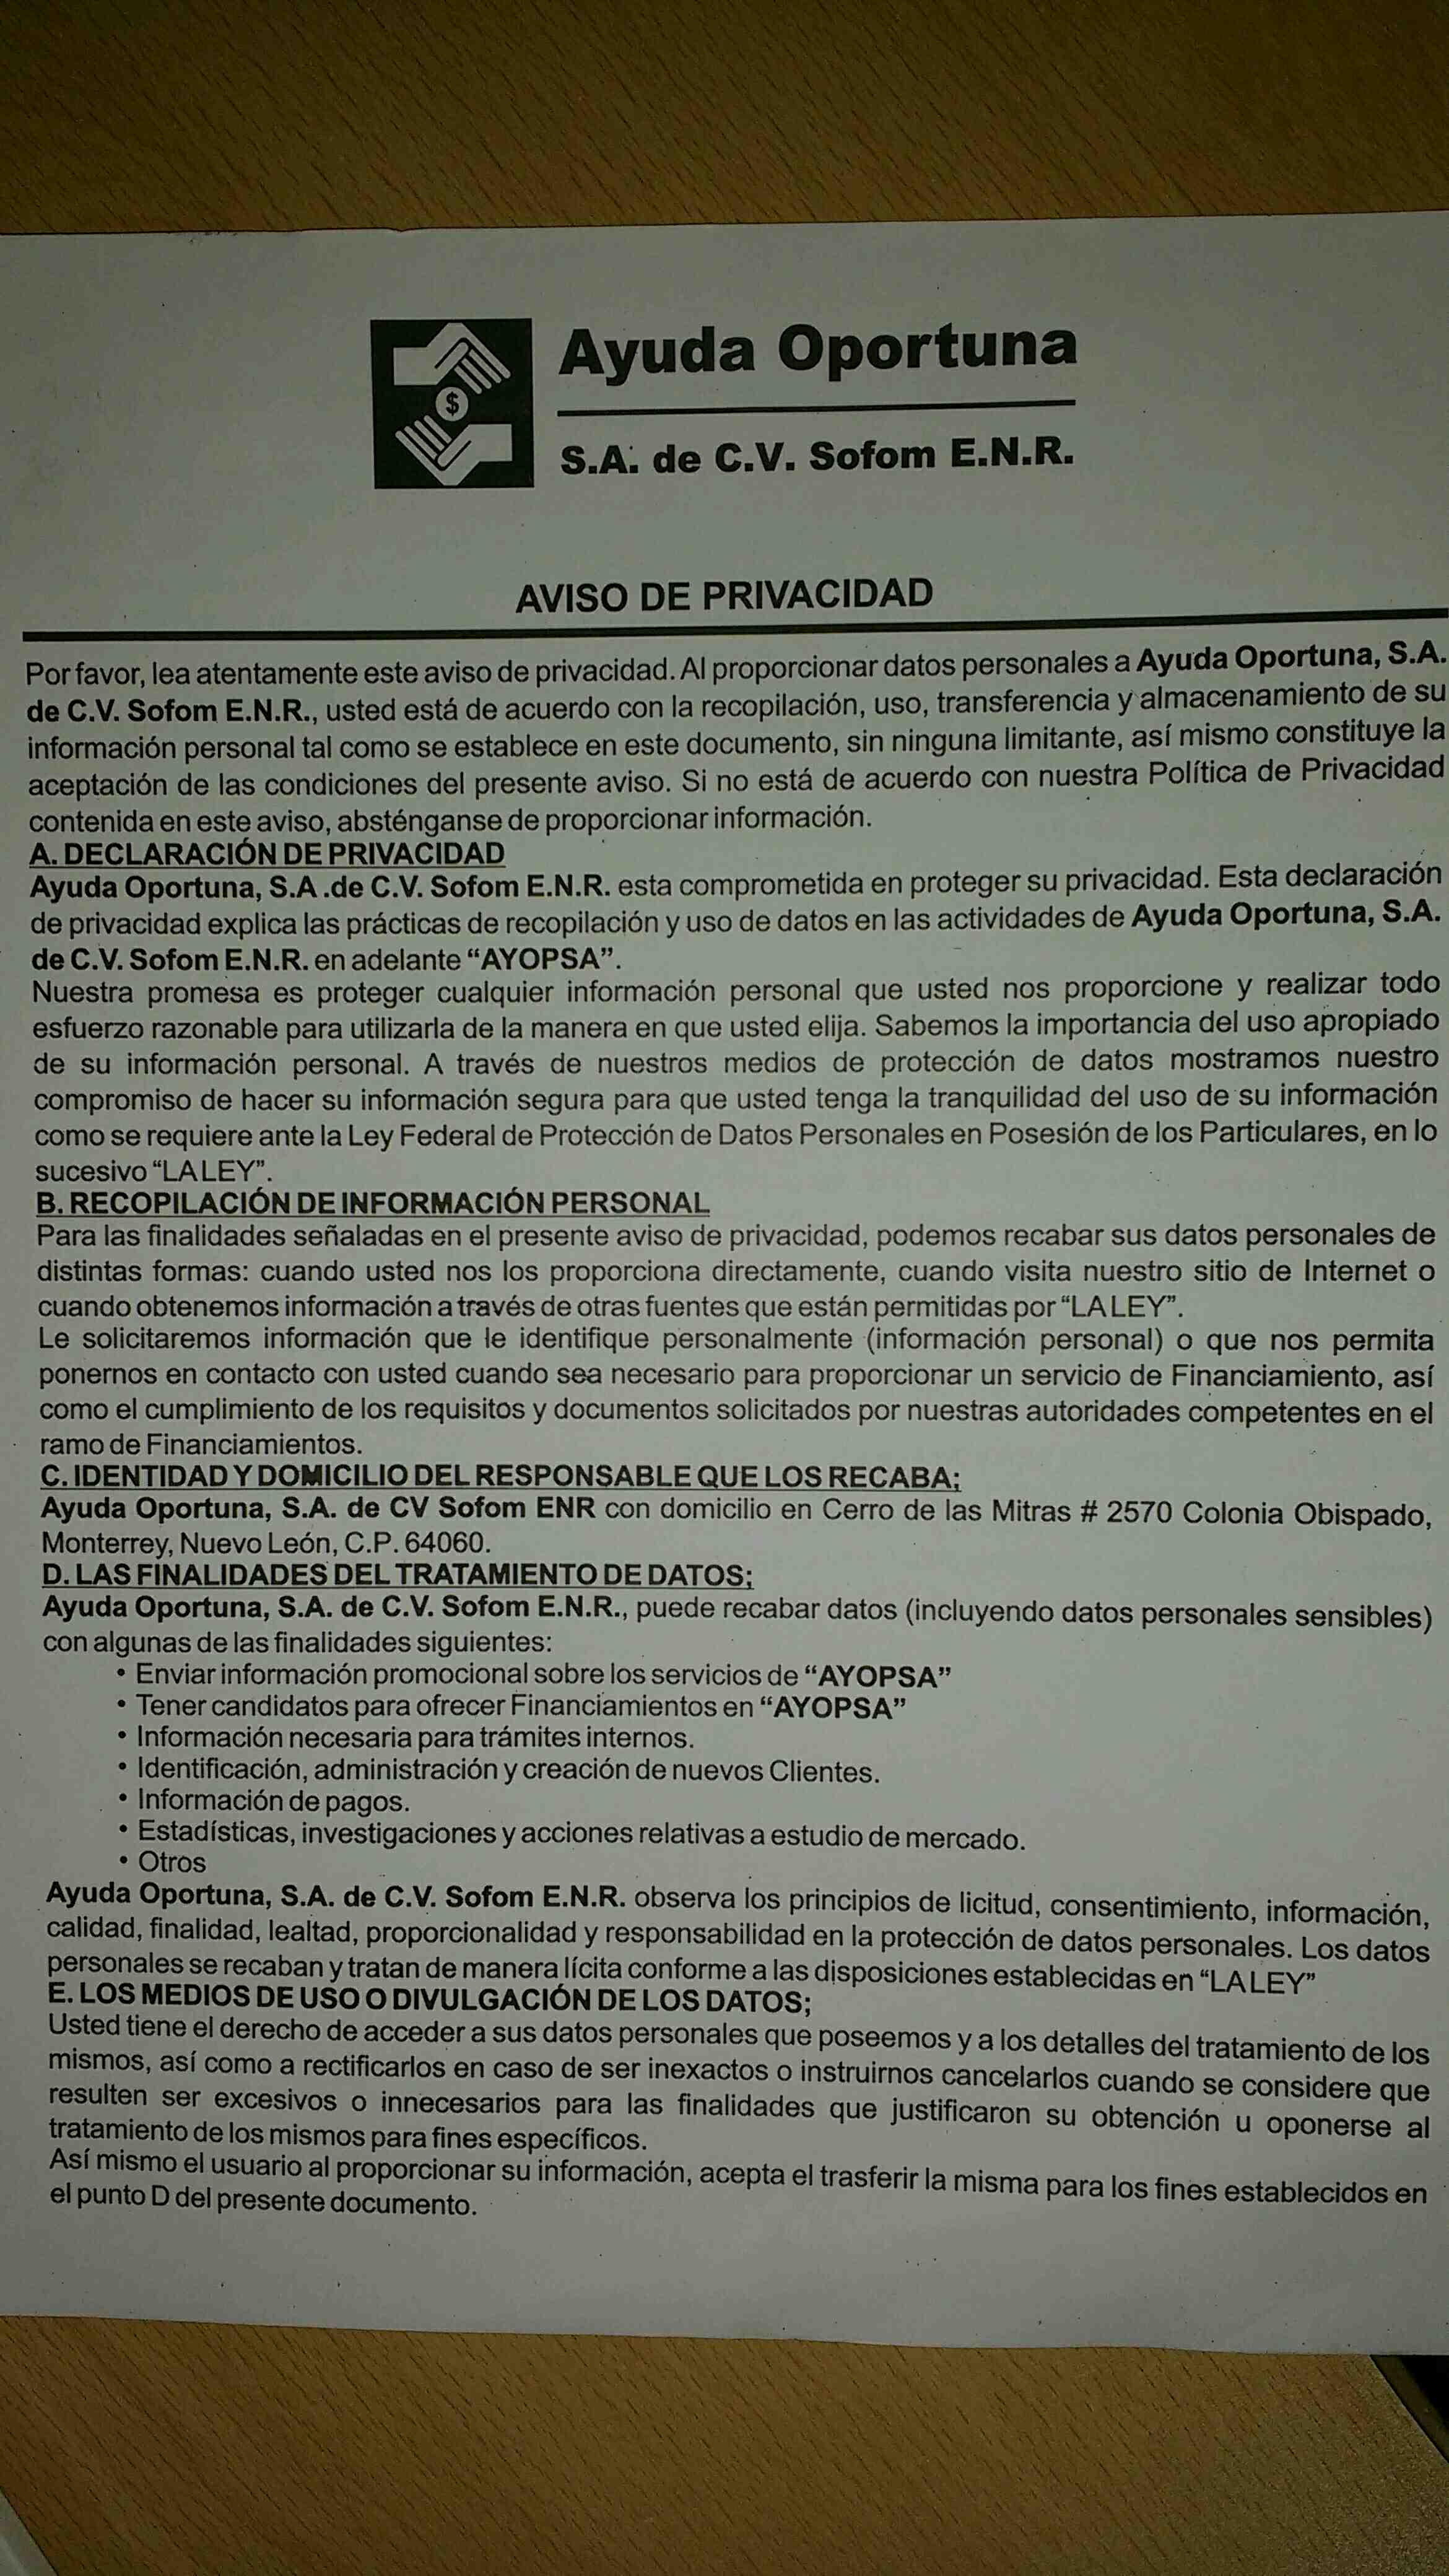 $
Ayuda Oportuna
S.A. de C.V. Sofom E.N.R.
AVISO DE PRIVACIDAD
Por favor, lea atentamente este aviso de privacidad. Al proporcionar datos personales a Ayuda Oportuna, S.A.
de C.V. Sofom E.N.R., usted está de acuerdo con la recopilación, uso, transferencia y almacenamiento de su
información personal tal como se establece en este documento, sin ninguna limitante, así mismo constituye la
aceptación de las condiciones del presente aviso. Si no está de acuerdo con nuestra Política de Privacidad
contenida en este aviso, absténganse de proporcionar información.
A. DECLARACIÓN DE PRIVACIDAD
Ayuda Oportuna, S.A .de C.V. Sofom E.N.R. esta comprometida en proteger su privacidad. Esta declaración
de privacidad explica las prácticas de recopilación y uso de datos en las actividades de Ayuda Oportuna, S.A.
de C.V. Sofom E.N.R. en adelante “AYOPSA”.
Nuestra promesa es proteger cualquier información personal que usted nos proporcione y realizar todo
esfuerzo razonable para utilizarla de la manera en que usted elija. Sabemos la importancia del uso apropiado
de su información personal. A través de nuestros medios de protección de datos mostramos nuestro
compromiso de hacer su información segura para que usted tenga la tranquilidad del uso de su información
como se requiere ante la Ley Federal de Protección de Datos Personales en Posesión de los Particulares, en lo
sucesivo “LA LEY”.
B. RECOPILACIÓN DE INFORMACIÓN PERSONAL
Para las finalidades señaladas en el presente aviso de privacidad, podemos recabar sus datos personales de
distintas formas: cuando usted nos los proporciona directamente, cuando visita nuestro sitio de Internet o
cuando obtenemos información a través de otras fuentes que están permitidas por “LA LEY”.
Le solicitaremos información que le identifique personalmente (información personal) o que nos permita
ponernos en contacto con usted cuando sea necesario para proporcionar un servicio de Financiamiento, así
como el cumplimiento de los requisitos y documentos solicitados por nuestras autoridades competentes en el
ramo de Financiamientos.
C. IDENTIDAD Y DOMICILIO DEL RESPONSABLE QUE LOS RECABA;
Ayuda Oportuna, S.A. de CV Sofom ENR con domicilio en Cerro de las Mitras # 2570 Colonia Obispado,
Monterrey, Nuevo León, C.P. 64060.
D. LAS FINALIDADES DEL TRATAMIENTO DE DATOS;
Ayuda Oportuna, S.A. de C.V. Sofom E.N.R., puede recabar datos (incluyendo datos personales sensibles)
con algunas de las finalidades siguientes:
• Enviar información promocional sobre los servicios de “AYOPSA”
• Tener candidatos para ofrecer Financiamientos en “AYOPSA”
• Información necesaria para trámites internos.
• Identificación, administración y creación de nuevos Clientes.
• Información de pagos.
• Estadísticas, investigaciones y acciones relativas a estudio de mercado.
• Otros
Ayuda Oportuna, S.A. de C.V. Sofom E.N.R. observa los principios de licitud, consentimiento, información,
calidad, finalidad, lealtad, proporcionalidad y responsabilidad en la protección de datos personales. Los datos
personales se recaban y tratan de manera lícita conforme a las disposiciones establecidas en “LA LEY”
E. LOS MEDIOS DE USO O DIVULGACIÓN DE LOS DATOS;
Usted tiene el derecho de acceder a sus datos personales que poseemos y a los detalles del tratamiento de los
mismos, así como a rectificarlos en caso de ser inexactos o instruirnos cancelarlos cuando se considere que
resulten ser excesivos o innecesarios para las finalidades que justificaron su obtención u oponerse al
tratamiento de los mismos para fines específicos.
Así mismo el usuario al proporcionar su información, acepta el trasferir la misma para los fines establecidos en
el punto D del presente documento.